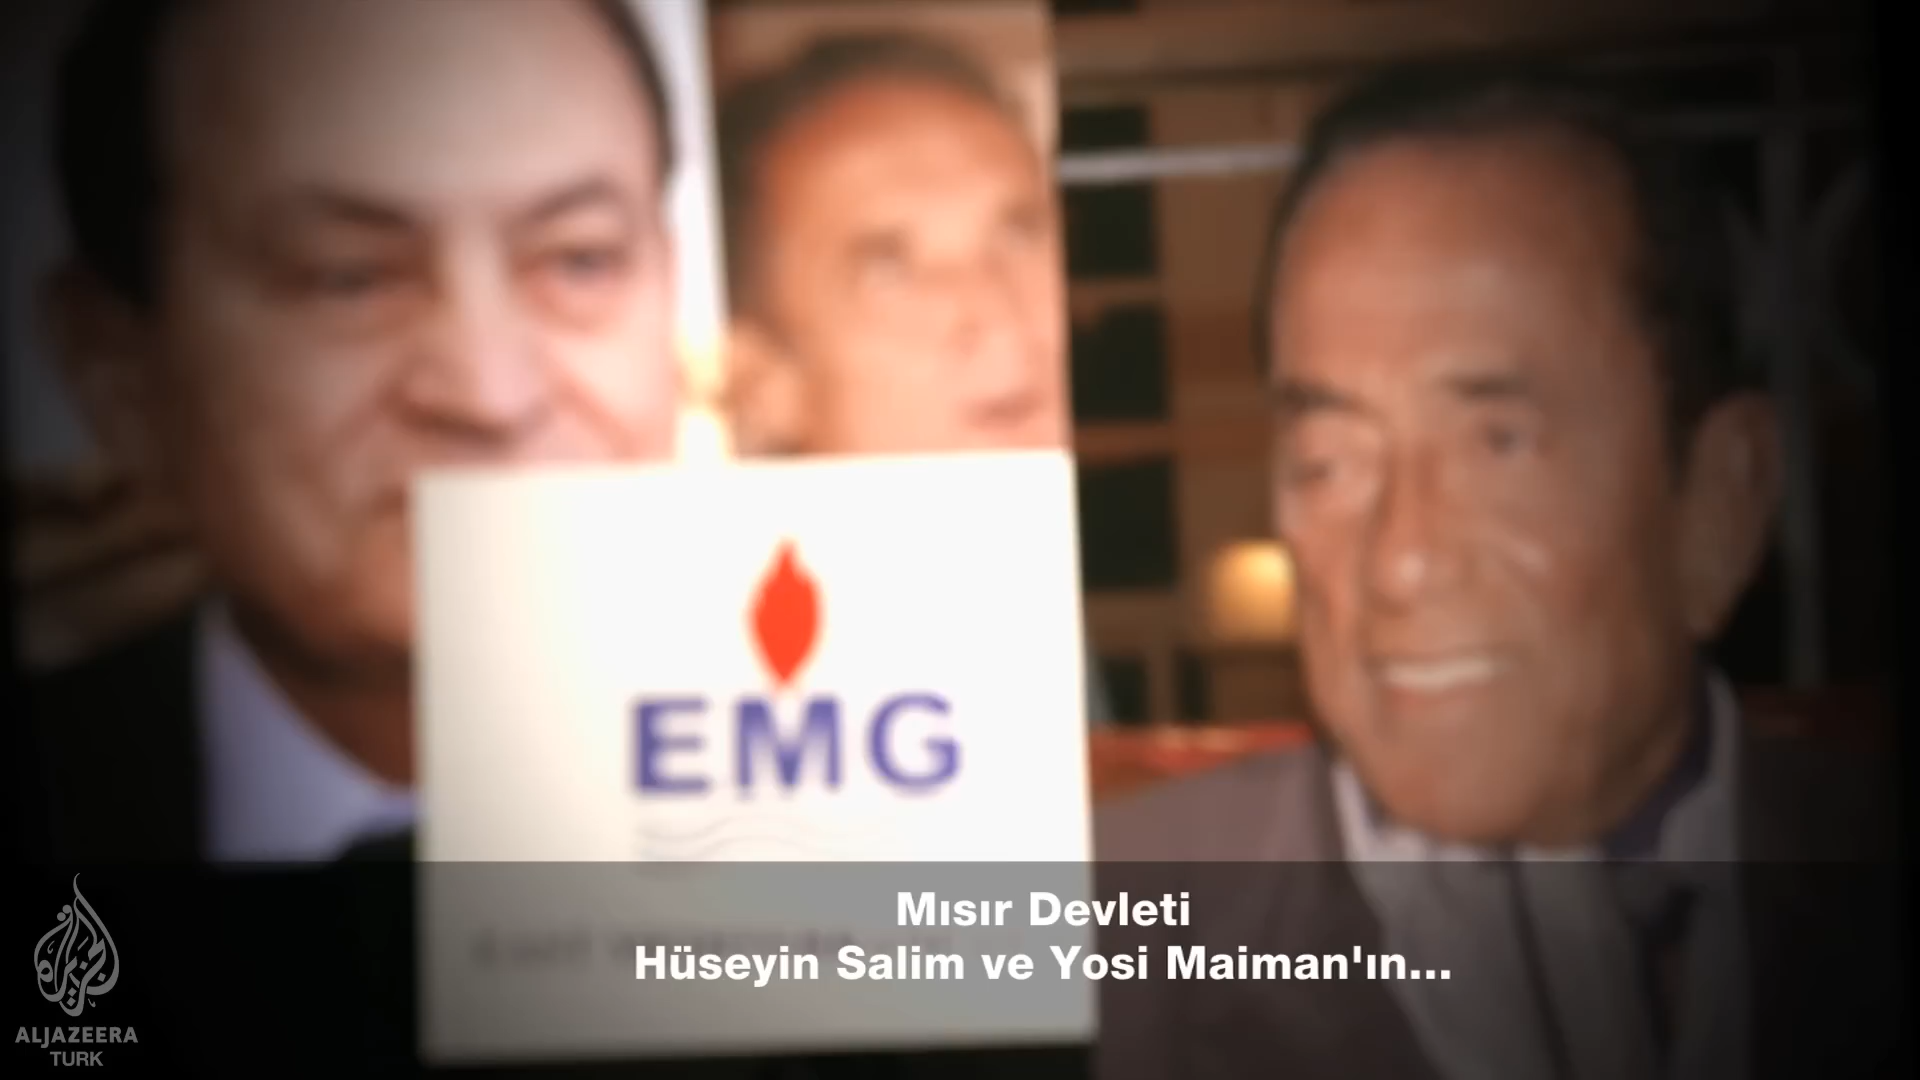 EMG
Mısır Devleti
Hüseyin Salim ve Yosi Maiman'ın...
ALJAZEERA
TURK